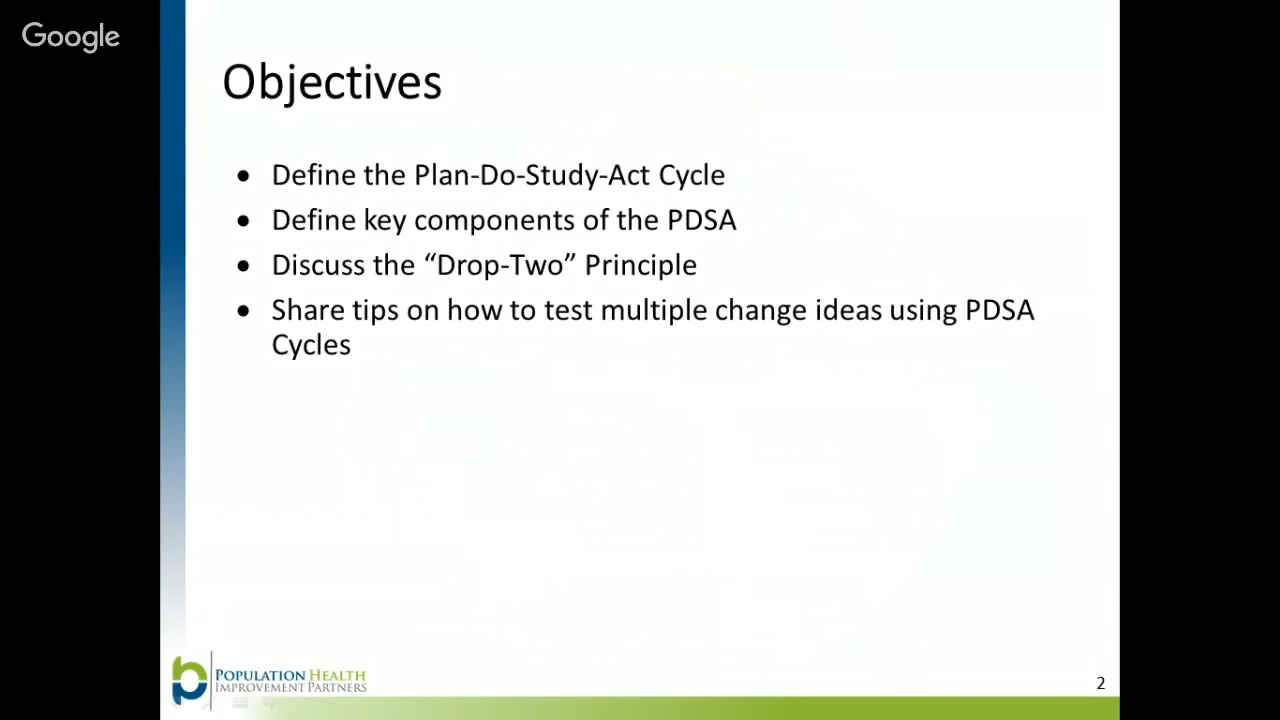 Google
Objectives
• Define the Plan-Do-Study-Act Cycle
• Define key components of the PDSA
• Discuss the “Drop-Two” Principle
• Share tips on how to test multiple change ideas using PDSA
Cycles
POPULATION HEALTH
IMPROVEMENT PARTNERS
2